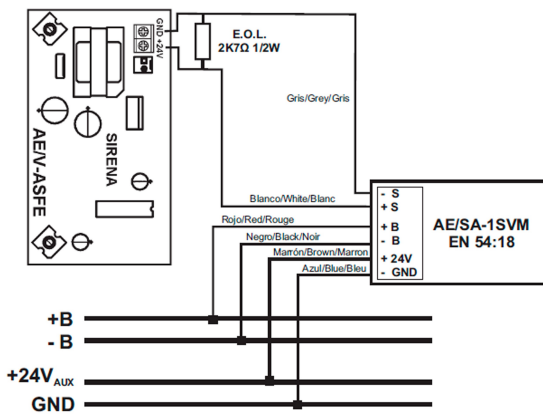 GND +24V
E.O.L.
2K7Ω 1/2W
AE/V-ASFE
SIRENA
Gris/Grey/Gris
Blanco/White/Blanc
Rojo/Red/Rouge
Negro/Black/Noir
Marrón/Brown/Marron
Azul/Blue/Bleu
- S
+ S
+ B
- B
+ 24V
- GND
AE/SA-1SVM
EN 54:18
+B
- B
+24VAUX
GND